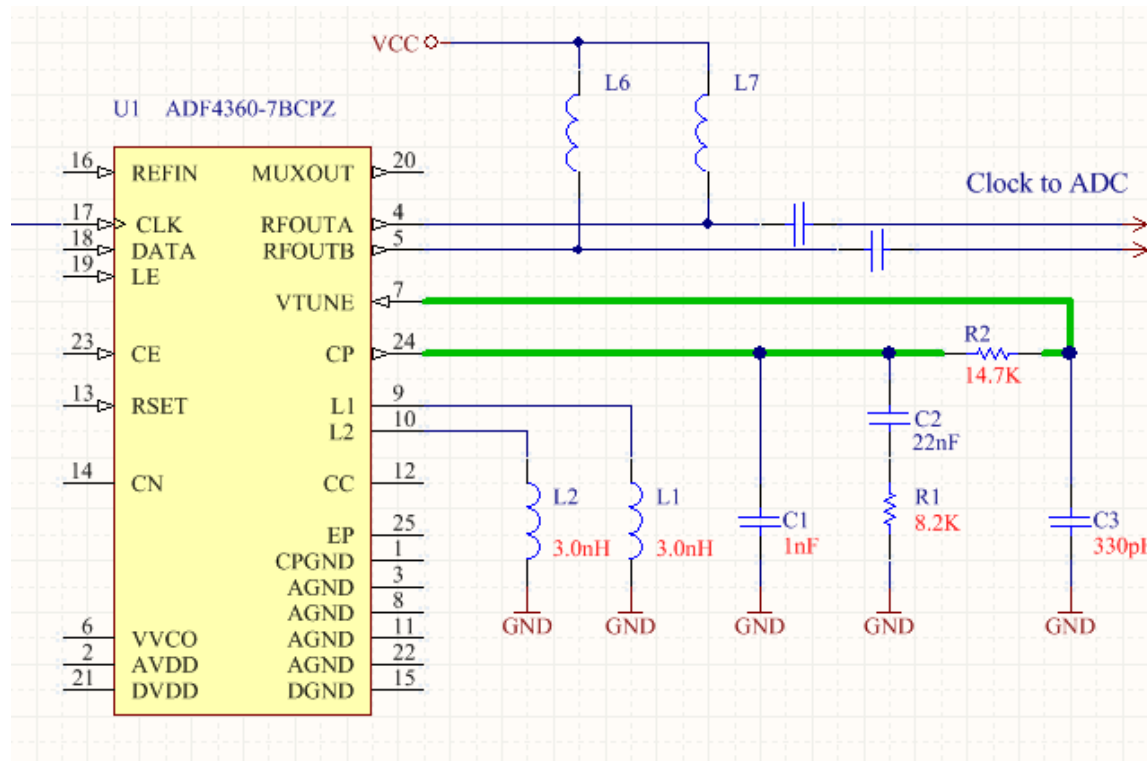 VCC
L6
L7
U1 ADF4360-7BCPZ
16 REFIN
MUXOUT 20
Clock to ADC
17 CLK
RFOUTA 4
18 DATA
RFOUTB 5
19 LE
VTUNE 7
23 CE
CP 24
R2
14.7K
13 RSET
L1 9
L2 10
C2
22nF
14 CN
CC 12
L2
3.0nH
L1
3.0nH
R1
8.2K
C1
1nF
C3
330pF
EP 25
CPGND 1
AGND 3
AGND 8
GND
GND
GND
GND
GND
6 VVCO
AGND 11
2 AVDD
AGND 22
21 DVDD
DGND 15